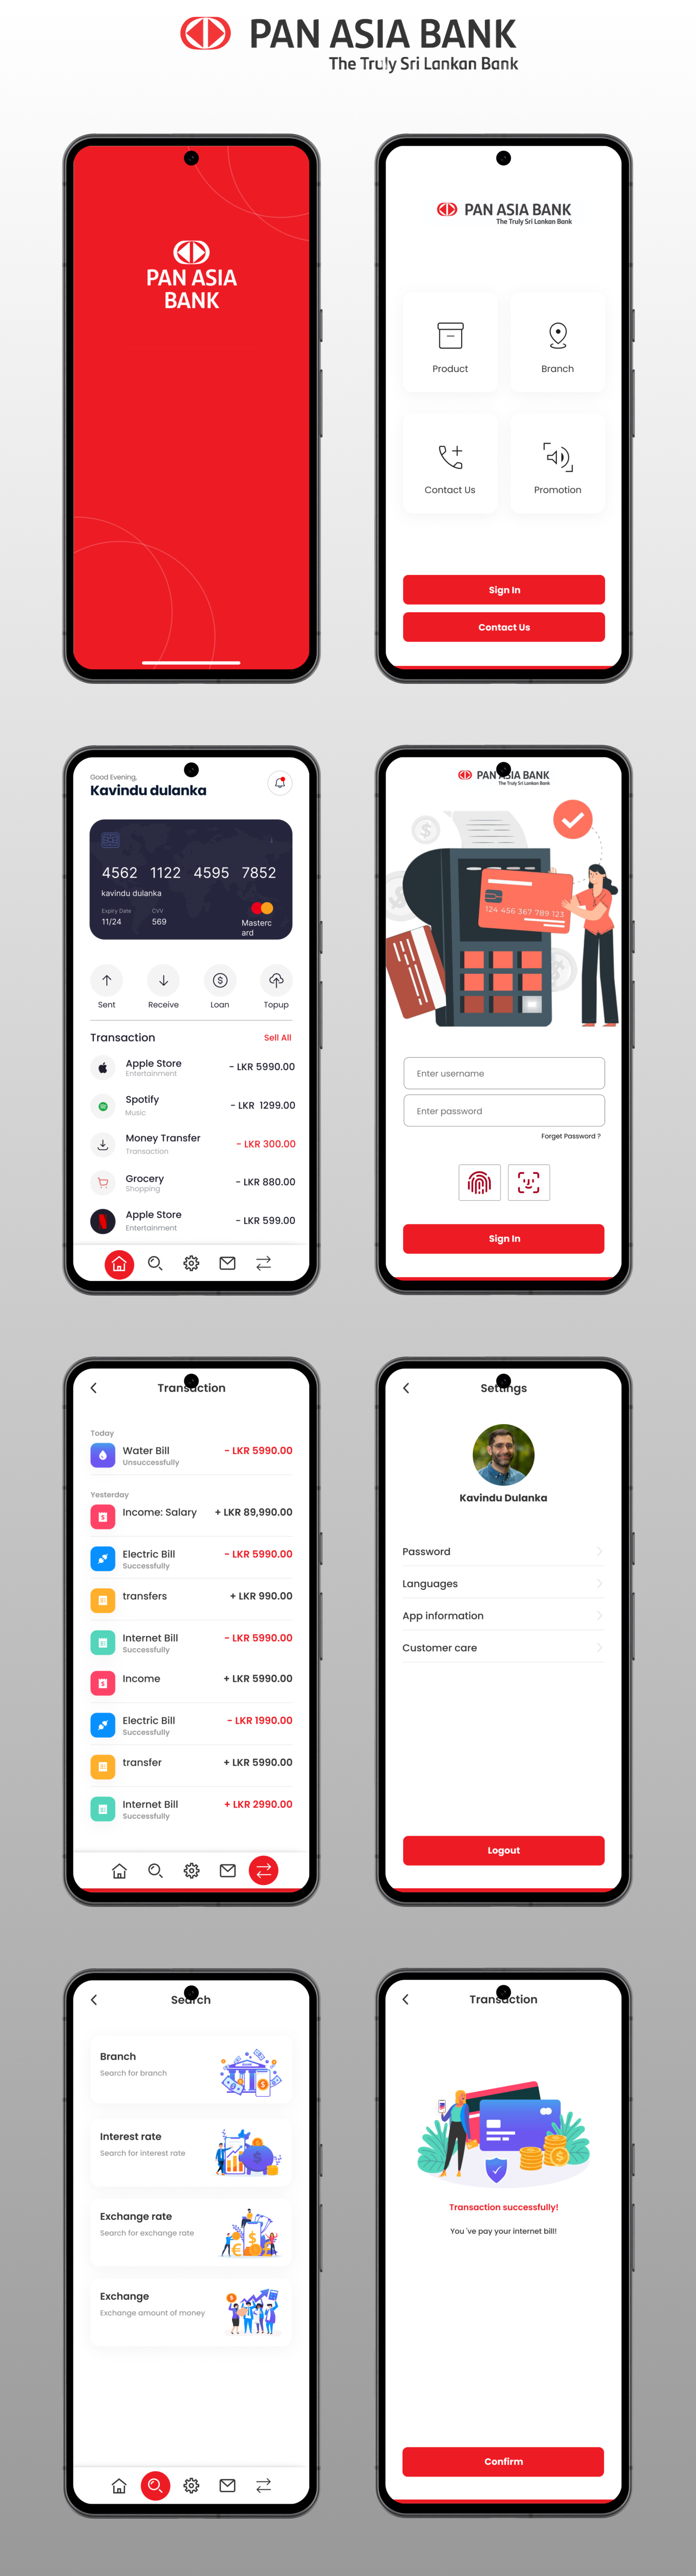 PAN ASIA BANK
The Truly Sri Lankan Bank
PAN ASIA
BANK
PAN ASIA BANK
The Truly Sri Lankan Bank
Product
Branch
Contact Us
Promotion
Sign In
Contact Us
Good Evening,
Kavindu dulanka
4562 1122 4595 7852
kavindu dulanka
Expiry Date
CVV
11/24
569
Masterc
ard
Sent
Receive
Loan
Topup
Transaction
Sell All
Apple Store
- LKR 5990.00
Entertainment
Spotify
- LKR 1299.00
Music
Money Transfer
- LKR 300.00
Transaction
Grocery
- LKR 880.00
Shopping
Apple Store
- LKR 599.00
Entertainment
PAN ASIA BANK
The Truly Sri Lankan Bank
124 456 367 789 123
Enter username
Enter password
Forget Password ?
Sign In
Transaction
Today
Water Bill
- LKR 5990.00
Unsuccessfully
Yesterday
Income: Salary
+ LKR 89,990.00
Electric Bill
- LKR 5990.00
Successfully
transfers
+ LKR 990.00
Internet Bill
- LKR 5990.00
Successfully
Income
+ LKR 5990.00
Electric Bill
- LKR 1990.00
Successfully
transfer
+ LKR 5990.00
Internet Bill
+ LKR 2990.00
Successfully
Settings
Kavindu Dulanka
Password
Languages
App information
Customer care
Logout
Search
Branch
Search for branch
Interest rate
Search for interest rate
Exchange rate
Search for exchange rate
Exchange
Exchange amount of money
Transaction
Transaction successfully!
You 've pay your internet bill!
Confirm